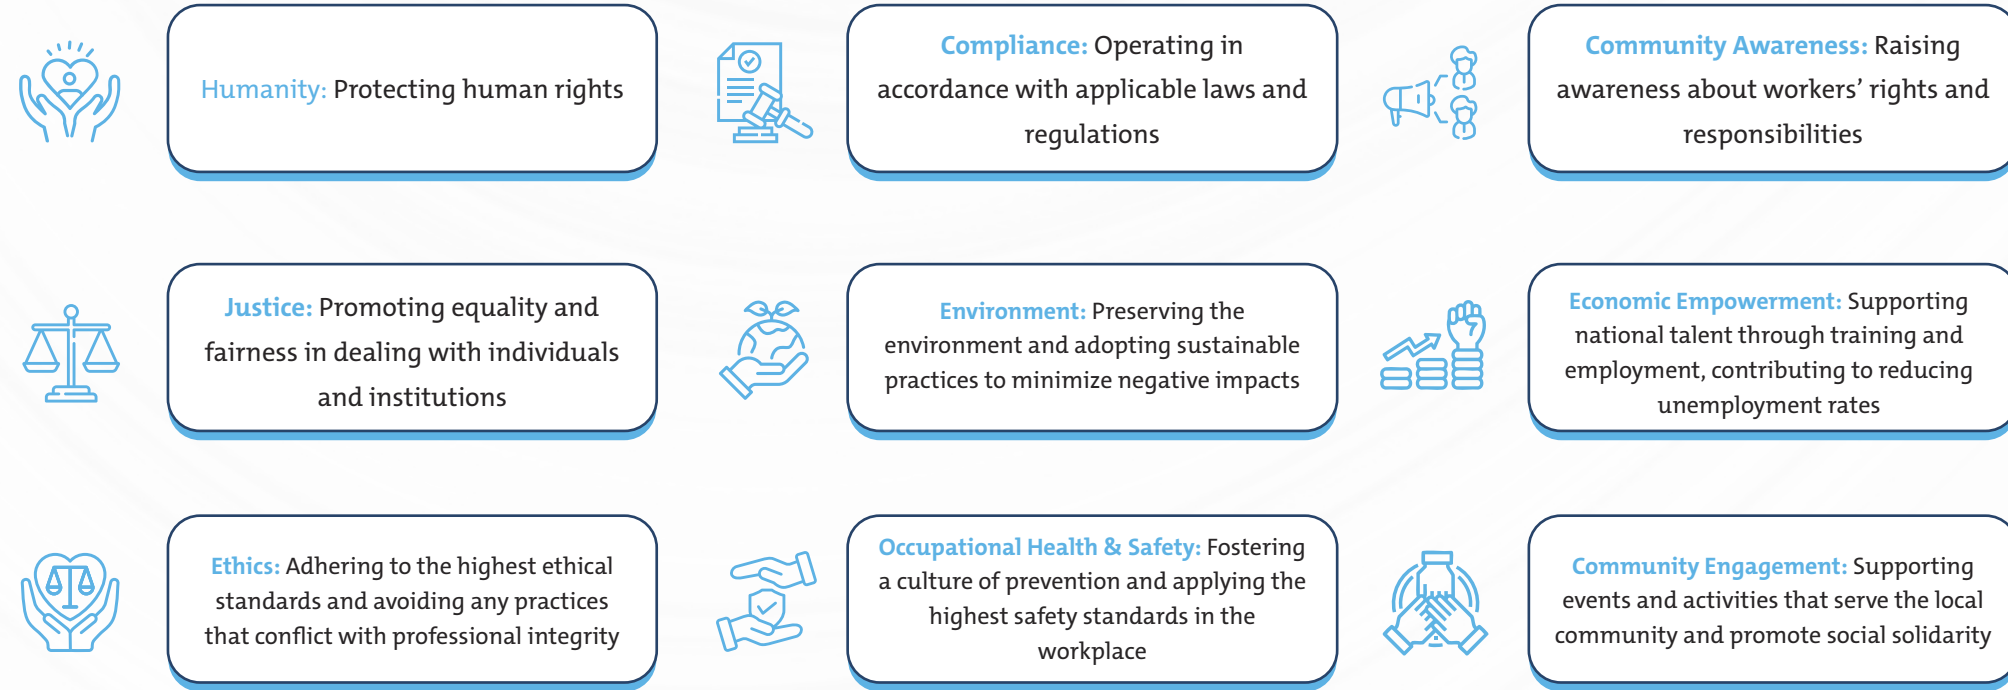 Humanity: Protecting human rights
Compliance: Operating in
accordance with applicable laws and
regulations
Community Awareness: Raising
awareness about workers’ rights and
responsibilities
Justice: Promoting equality and
fairness in dealing with individuals
and institutions
Environment: Preserving the
environment and adopting sustainable
practices to minimize negative impacts
Economic Empowerment: Supporting
national talent through training and
employment, contributing to reducing
unemployment rates
Ethics: Adhering to the highest ethical
standards and avoiding any practices
that conflict with professional integrity
Occupational Health & Safety: Fostering
a culture of prevention and applying the
highest safety standards in the
workplace
Community Engagement: Supporting
events and activities that serve the local
community and promote social solidarity